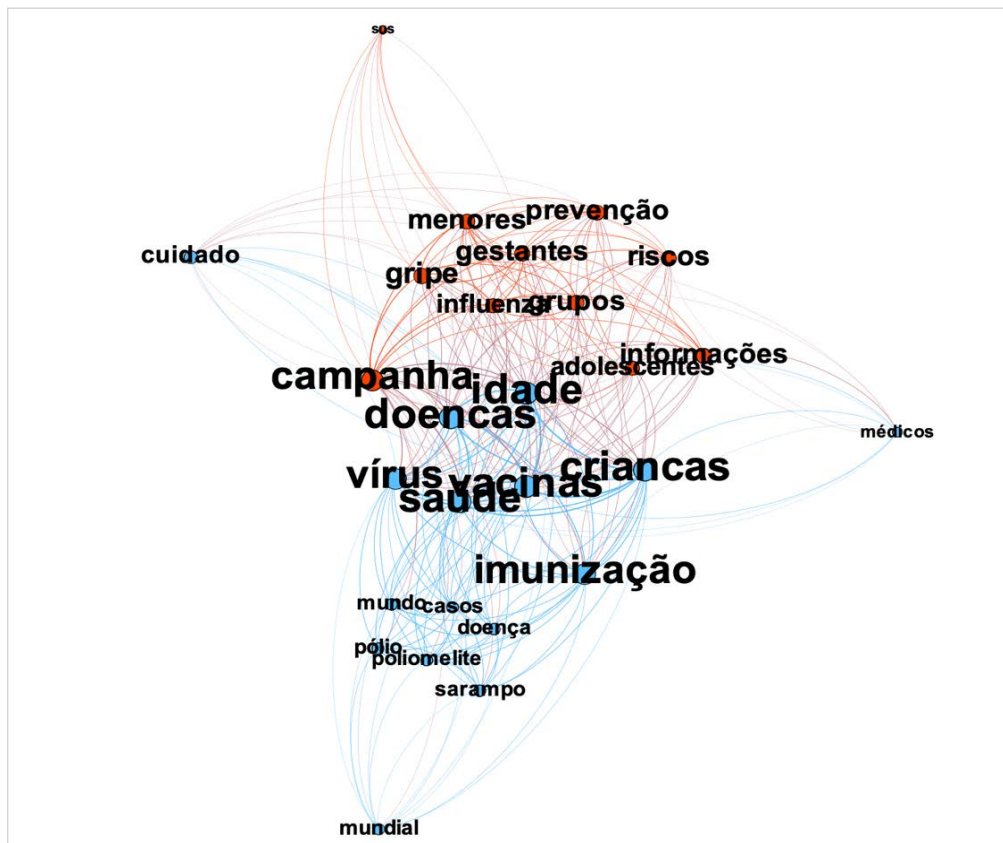 sos
prevenção
menores
gestantes
cuidado
riscos
gripe
influenza
grupos
informações
adolescentes
campanha
idade
doencas
médicos
criancas
vírus
vacinas
saúde
imunização
mundo
casos
doença
pólio
poliomelite
sarampo
mundial